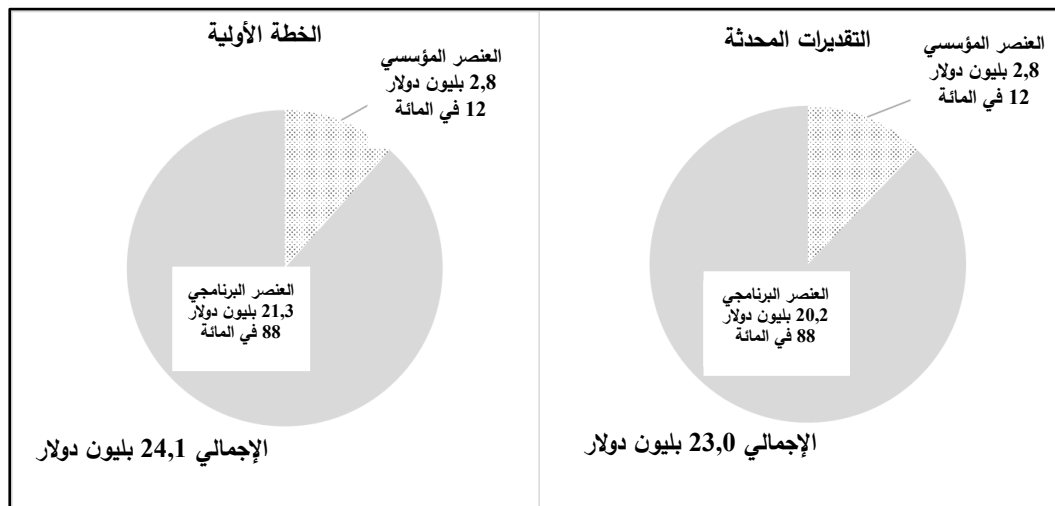 التقديرات المحدثة
العنصر المؤسسي
2,8 بليون دولار
12 في المائة
العنصر البرنامجي
20,2 بليون دولار
88 في المائة
الإجمالي 23,0 بليون دولار
الخطة الأولية
العنصر المؤسسي
2,8 بليون دولار
12 في المائة
العنصر البرنامجي
21,3 بليون دولار
88 في المائة
الإجمالي 24,1 بليون دولار